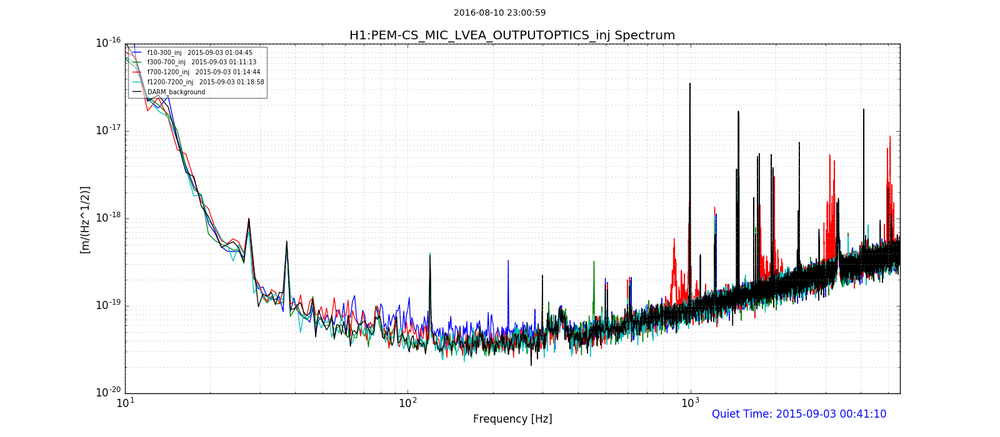 2016-08-10 23:00:59
H1:PEM-CS_MIC_LVEA_OUTPUTOPTICS_inj Spectrum
f10-300_inj   2015-09-03 01:04:45
f300-700_inj   2015-09-03 01:11:13
f700-1200_inj   2015-09-03 01:14:44
f1200-7200_inj   2015-09-03 01:18:58
DARM_background
10^-16
10^-17
10^-18
10^-19
10^-20
[m/(Hz^1/2)]
10^1
10^2
10^3
Frequency [Hz]
Quiet Time: 2015-09-03 00:41:10